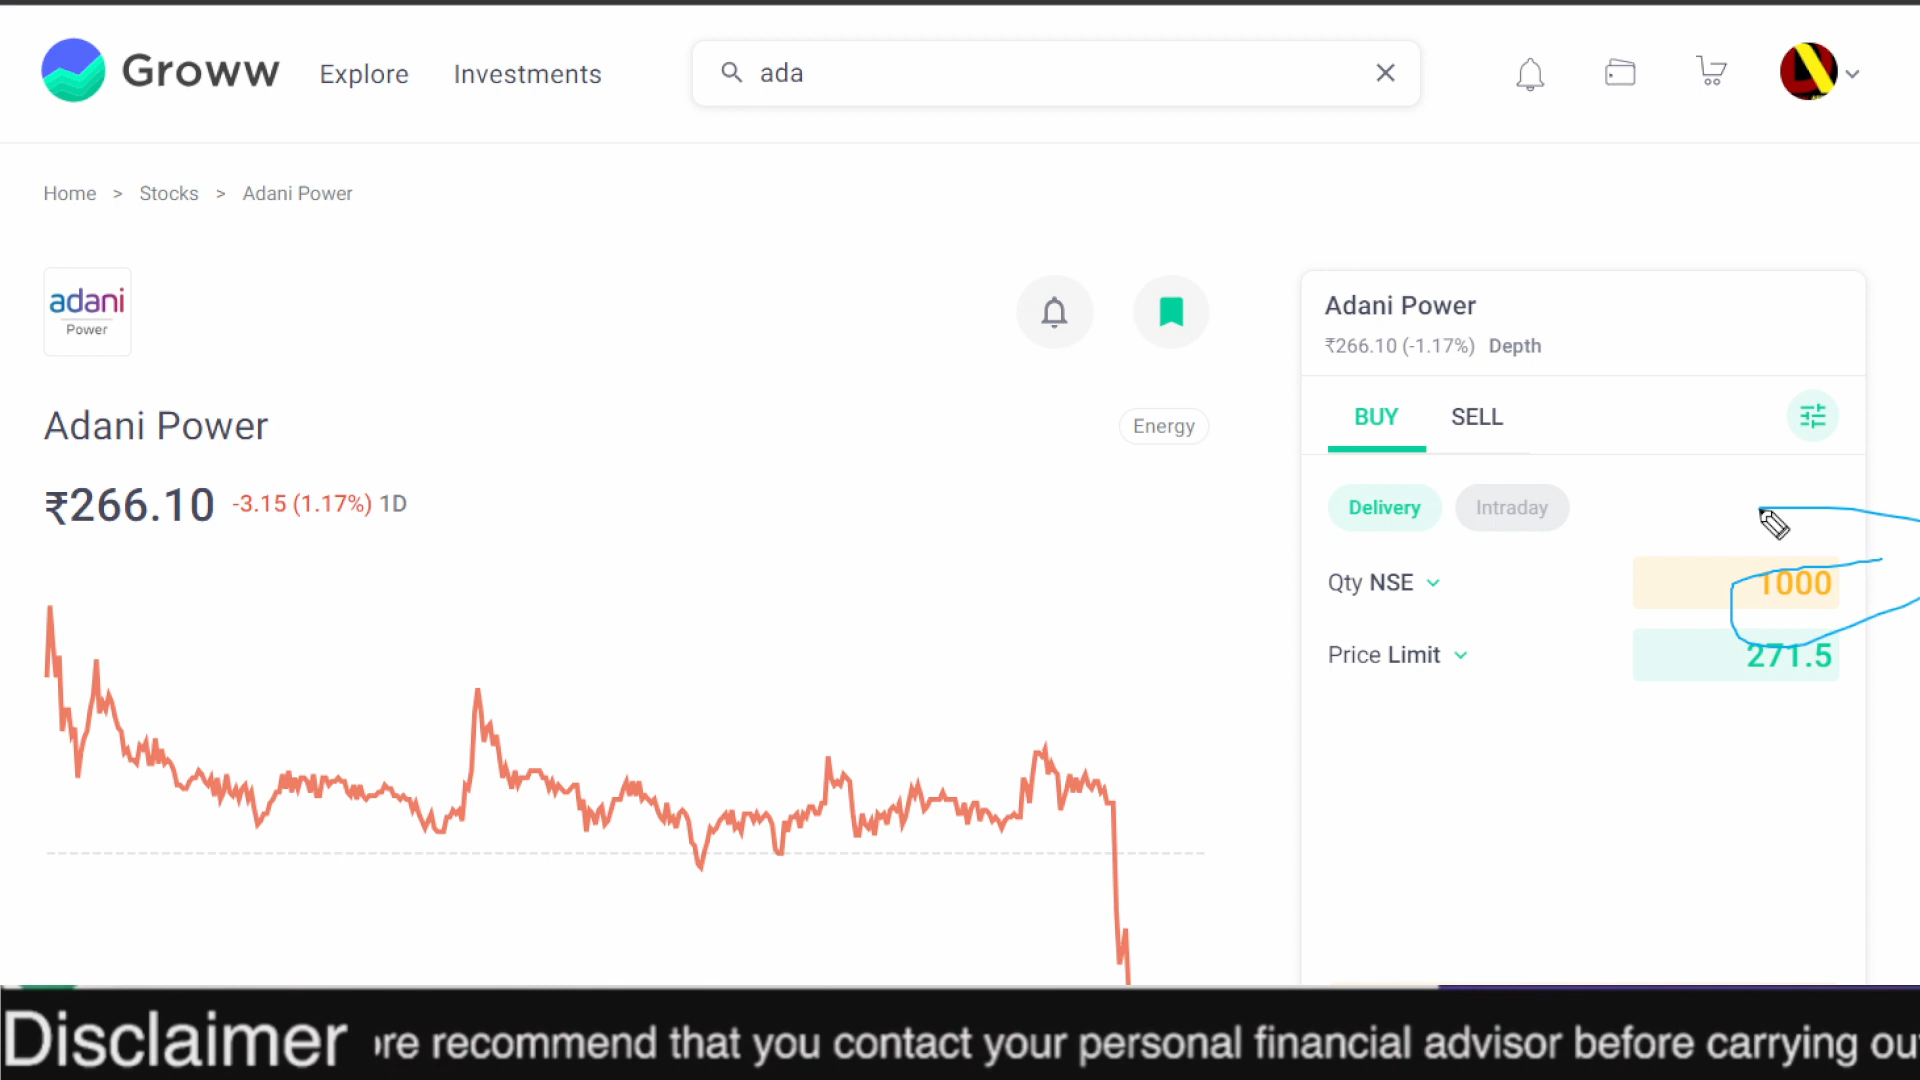 Groww Explore Investments ada
Home > Stocks > Adani Power
adani
Power
Adani Power
Energy
₹266.10 -3.15 (1.17%) 1D
Adani Power
₹266.10 (-1.17%) Depth
BUY SELL
Delivery Intraday
Qty NSE 1000
Price Limit 271.5
Disclaimer re recommend that you contact your personal financial advisor before carrying ou